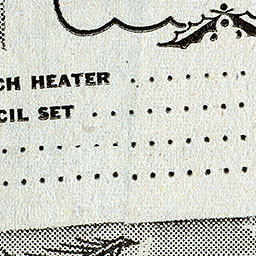 CH HEATER . . . . . . . .
CIL SET . . . . . . . . . .